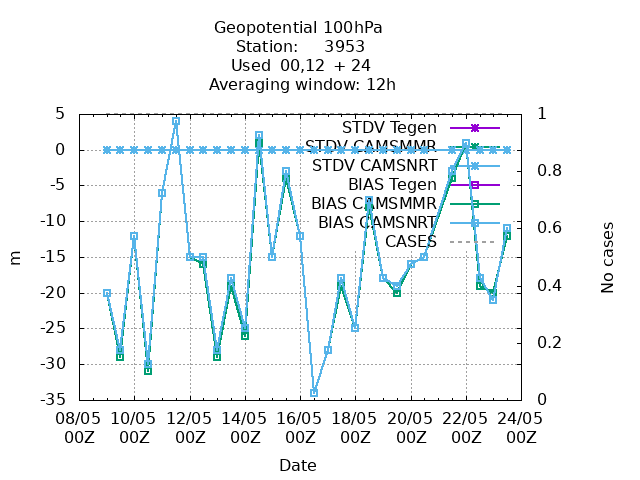 Geopotential 100hPa
Station: 3953
Used 00,12 + 24
Averaging window: 12h
5
0
-5
-10
-15
-20
-25
-30
-35
m
1
0.8
0.6
0.4
0.2
0
No cases
STDV Tegen
STDV CAMSMMR
STDV CAMSNRT
BIAS Tegen
BIAS CAMSMMR
BIAS CAMSNRT
CASES
08/05 10/05 12/05 14/05 16/05 18/05 20/05 22/05 24/05
00Z 00Z 00Z 00Z 00Z 00Z 00Z 00Z 00Z
Date